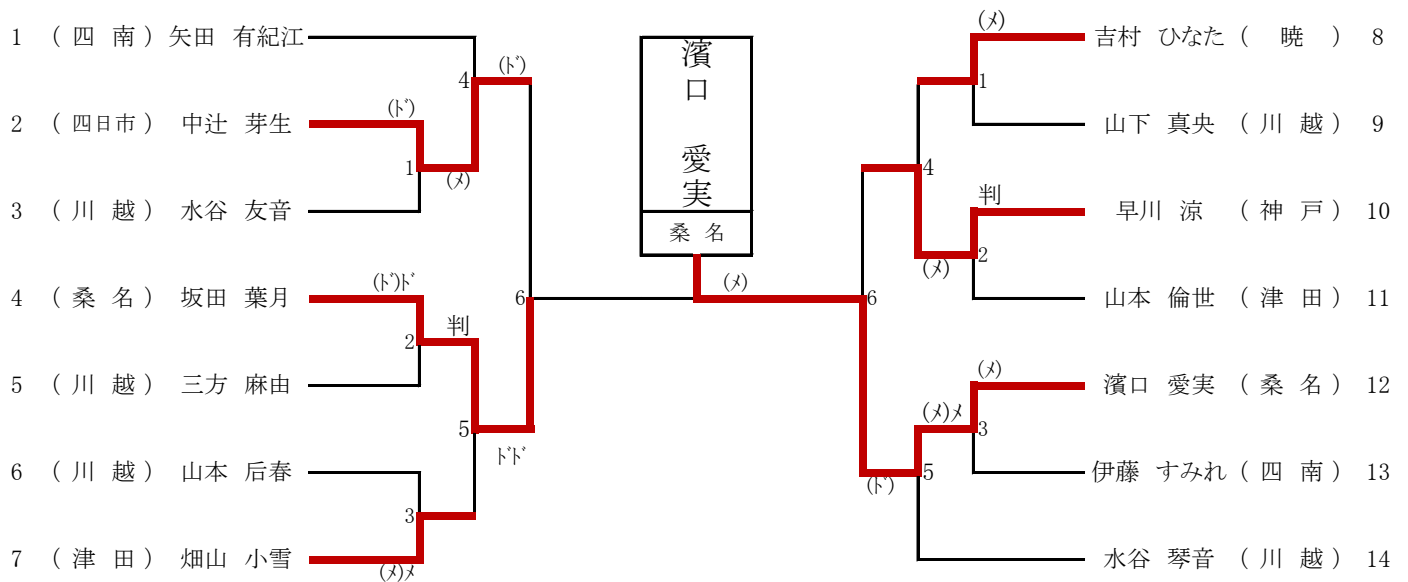 1 （ 四 南 ） 矢田 有紀江
4
(ﾄﾞ)
2 （ 四日市 ） 中辻 芽生
(ﾄﾞ)
1
(ﾒ)
3 （ 川 越 ） 水谷 友音
4 （ 桑 名 ） 坂田 葉月
(ﾄﾞ)ﾄﾞ
2
判
6
5 （ 川 越 ） 三方 麻由
5
ﾄﾞﾄﾞ
6 （ 川 越 ） 山本 后春
3
7 （ 津 田 ） 畑山 小雪
(ﾒ)ﾒ
濱口 愛実
桑 名
(ﾒ)
(ﾒ)
吉村 ひなた （ 暁 ） 8
1
山下 真央 （ 川 越 ） 9
4
判
早川 涼 （ 神 戸 ） 10
(ﾒ)
2
6
山本 倫世 （ 津 田 ） 11
(ﾒ)
濱口 愛実 （ 桑 名 ） 12
(ﾒ)ﾒ
3
伊藤 すみれ （ 四 南 ） 13
(ﾄﾞ)
5
水谷 琴音 （ 川 越 ） 14